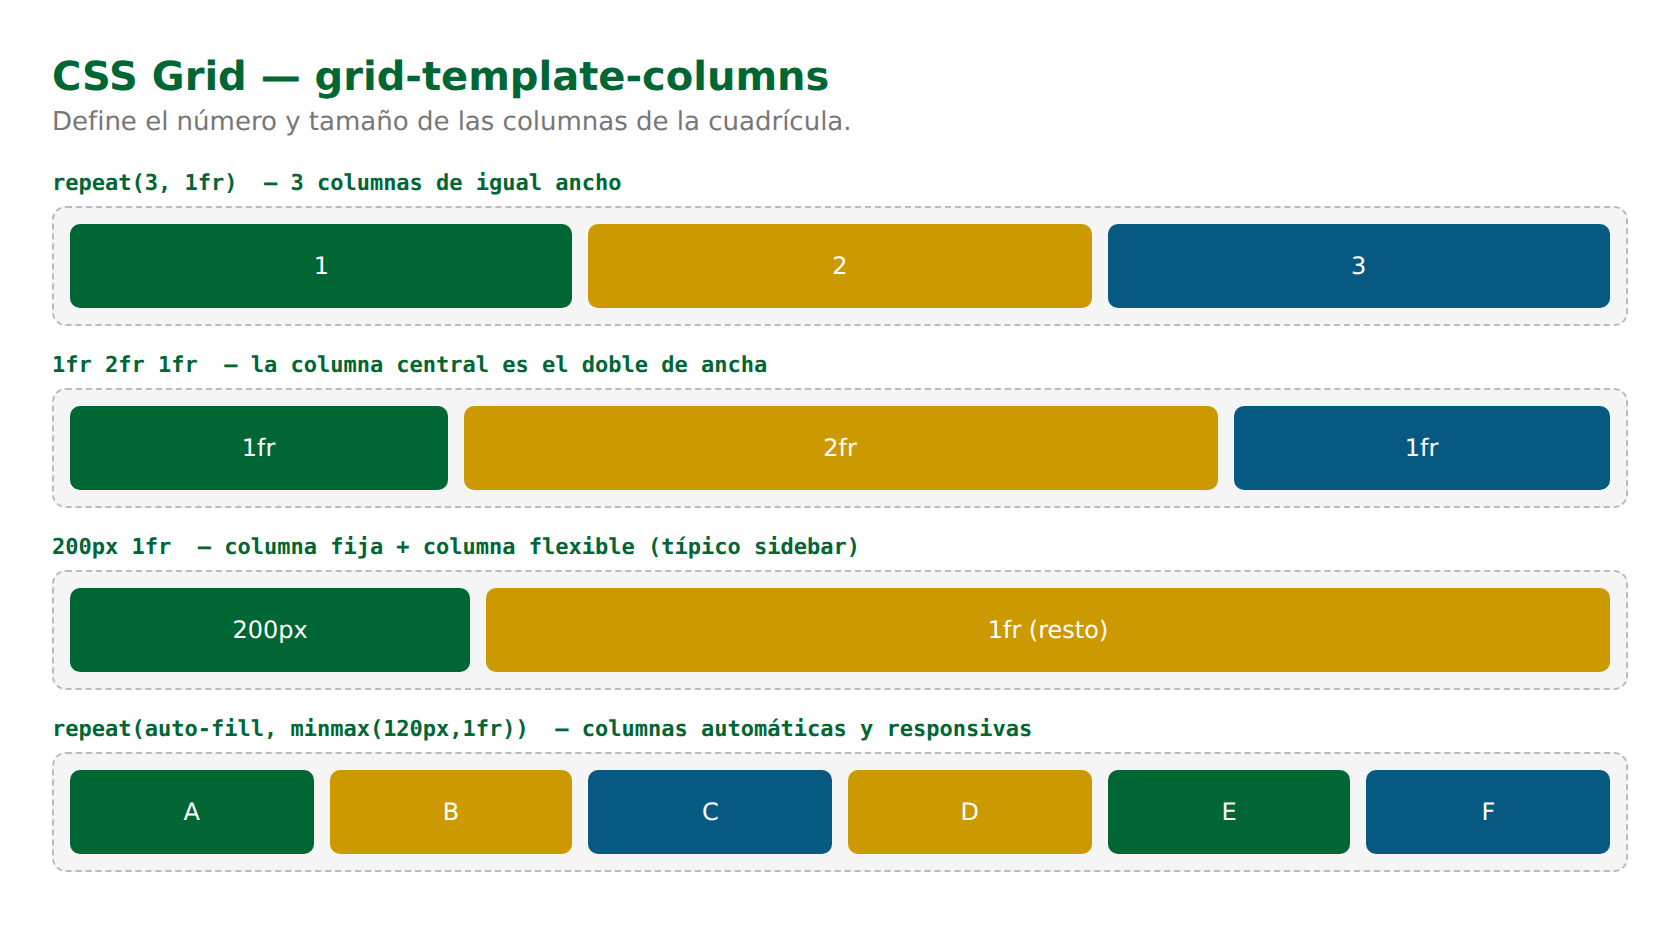 CSS Grid — grid-template-columns
Define el número y tamaño de las columnas de la cuadrícula.
repeat(3, 1fr)  — 3 columnas de igual ancho
1 2 3
1fr 2fr 1fr  — la columna central es el doble de ancha
1fr 2fr 1fr
200px 1fr  — columna fija + columna flexible (típico sidebar)
200px 1fr (resto)
repeat(auto-fill, minmax(120px,1fr))  — columnas automáticas y responsivas
A B C D E F